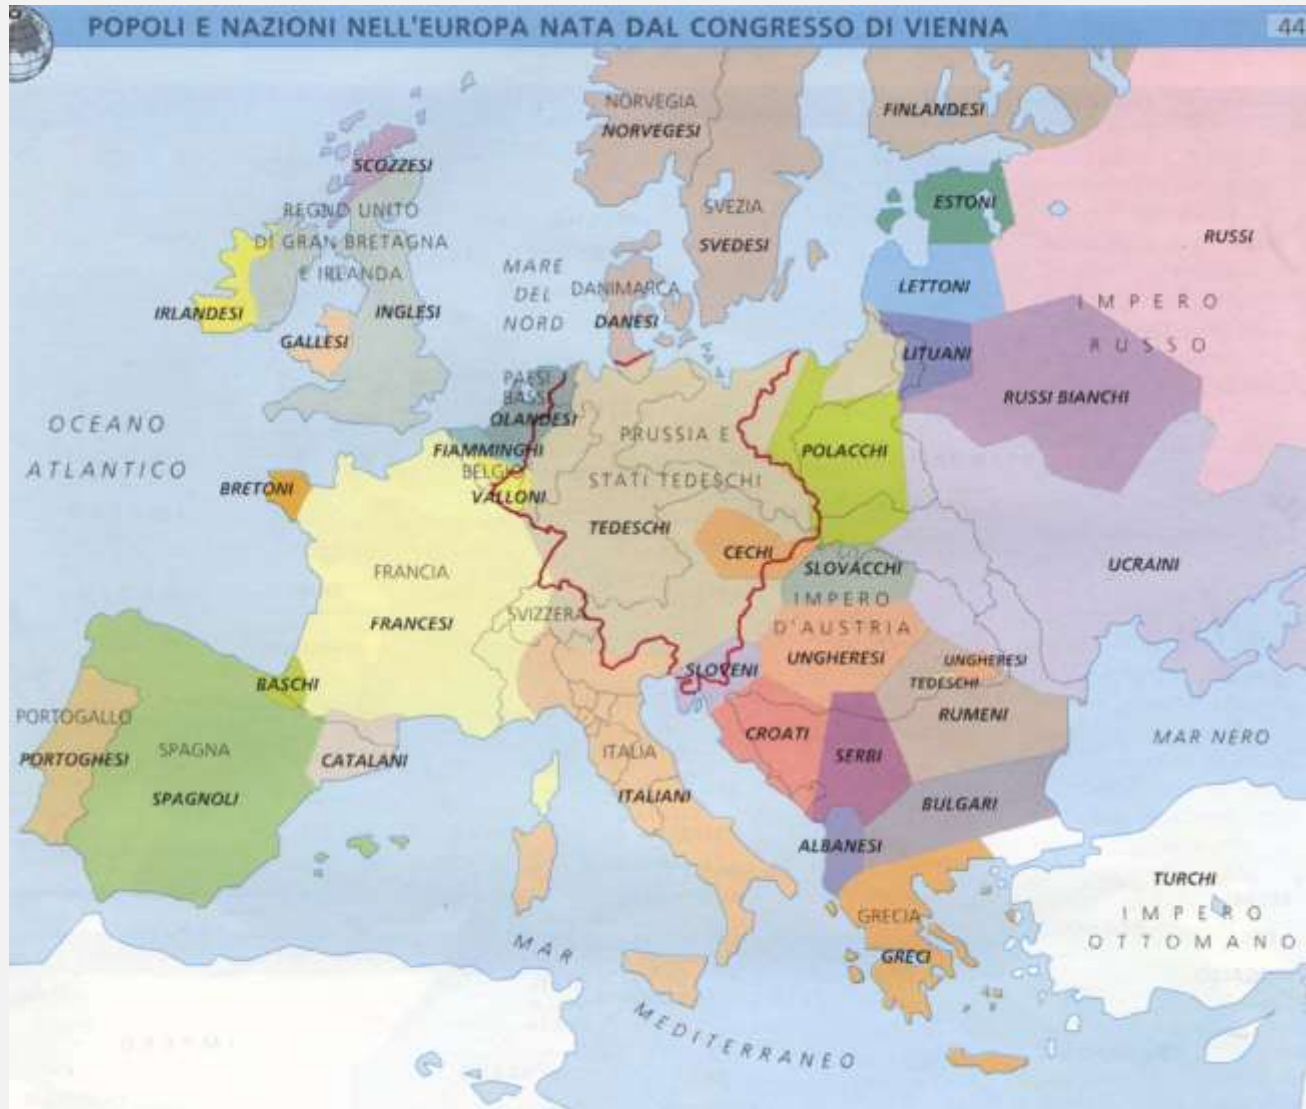 POPOLI E NAZIONI NELL'EUROPA NATA DAL CONGRESSO DI VIENNA
44
NORVEGIA
NORVEGESI
FINLANDESI
SCOZZESI
REGNO UNITO
DI GRAN BRETAGNA
E IRLANDA
SVEZIA
SVEDESI
ESTONI
RUSSI
MARE
DEL
NORD
DANIMARCA
DANESI
LETTONI
IMPERO
RUSSO
IRLANDESI
GALLESI
INGLESI
LITUANI
RUSSI BIANCHI
PAESI
BASSI
OLANDESI
OCEANO
ATLANTICO
FIAMMINGHI
BELGIO
VALLONI
PRUSSIA E
STATI TEDESCHI
TEDESCHI
POLACCHI
BRETONI
CECHI
SLOVACCHI
UCRAINI
FRANCIA
FRANCESI
SVIZZERA
IMPERO
D'AUSTRIA
UNGHERESI
SLOVENI
UNGHERESI
TEDESCHI
RUMENI
BASCHI
PORTOGALLO
PORTOGHESI
SPAGNA
SPAGNOLI
CATALANI
ITALIA
ITALIANI
CROATI
SERBI
MAR NERO
BULGARI
ALBANESI
TURCHI
IMPERO
OTTOMANO
GRECIA
GRECI
MAR
MEDITERRANEO